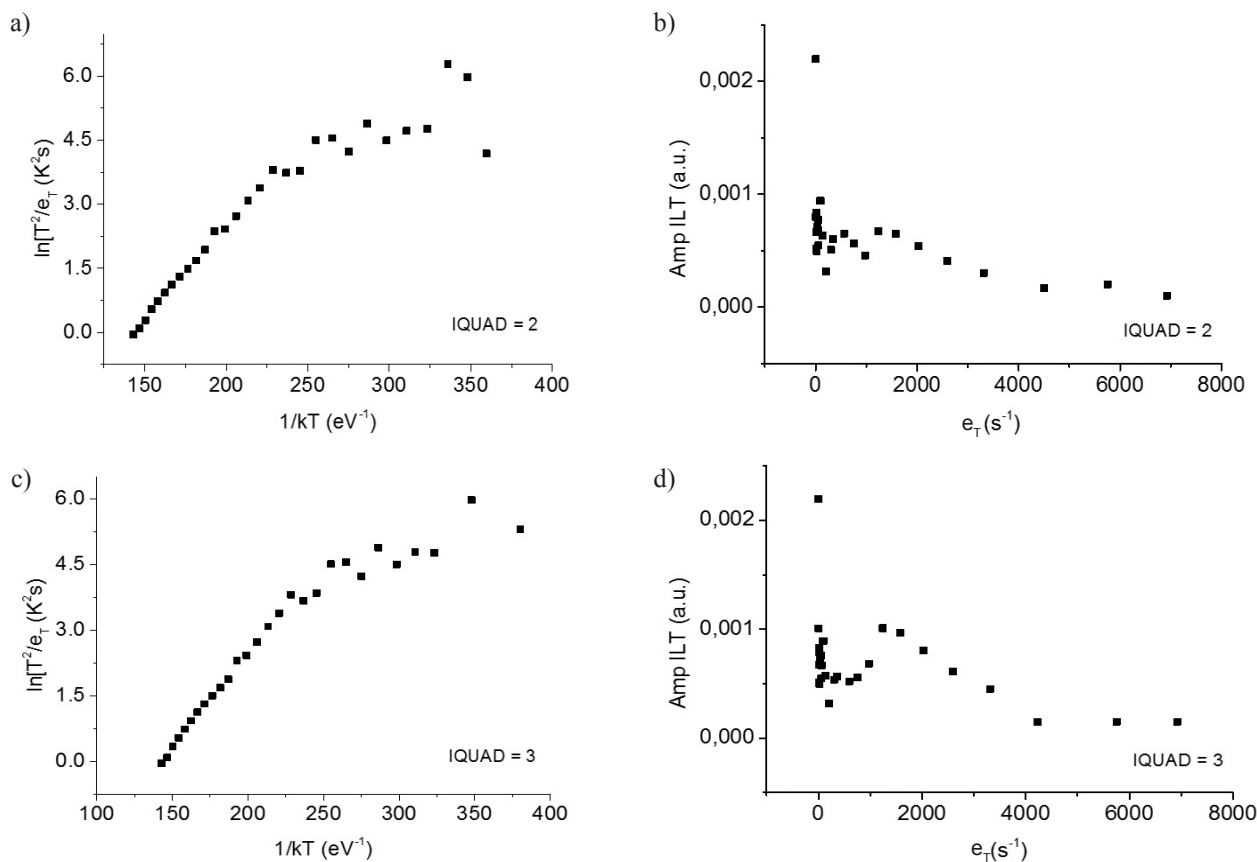 a)
6.0
4.5
3.0
1.5
0.0
ln[T²/e_T (K²s)
IQUAD = 2
150 200 250 300 350 400
1/kT (eV⁻¹)
b)
0,002
0,001
0,000
Amp ILT (a.u.)
IQUAD = 2
0 2000 4000 6000 8000
e_T (s⁻¹)
c)
6.0
4.5
3.0
1.5
0.0
ln[T²/e_T (K²s)
IQUAD = 3
100 150 200 250 300 350 400
1/kT (eV⁻¹)
d)
0,002
0,001
0,000
Amp ILT (a.u.)
IQUAD = 3
0 2000 4000 6000 8000
e_T(s⁻¹)